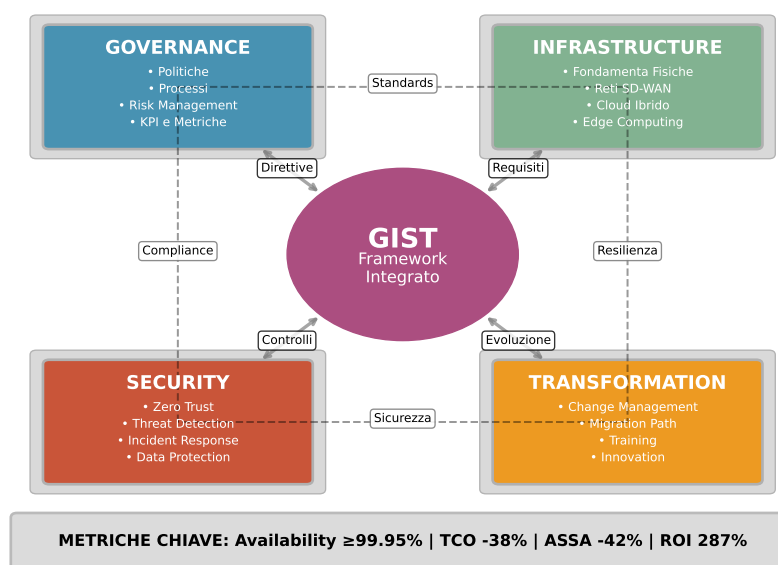 GOVERNANCE
• Politiche
• Processi
• Risk Management
• KPI e Metriche
Standards
INFRASTRUCTURE
• Fondamenta Fisiche
• Reti SD-WAN
• Cloud Ibrido
• Edge Computing
Direttive
Requisiti
Compliance
GIST
Framework
Integrato
Resilienza
Controlli
Evoluzione
SECURITY
• Zero Trust
• Threat Detection
• Incident Response
• Data Protection
Sicurezza
TRANSFORMATION
• Change Management
• Migration Path
• Training
• Innovation
METRICHE CHIAVE: Availability ≥99.95% | TCO -38% | ASSA -42% | ROI 287%